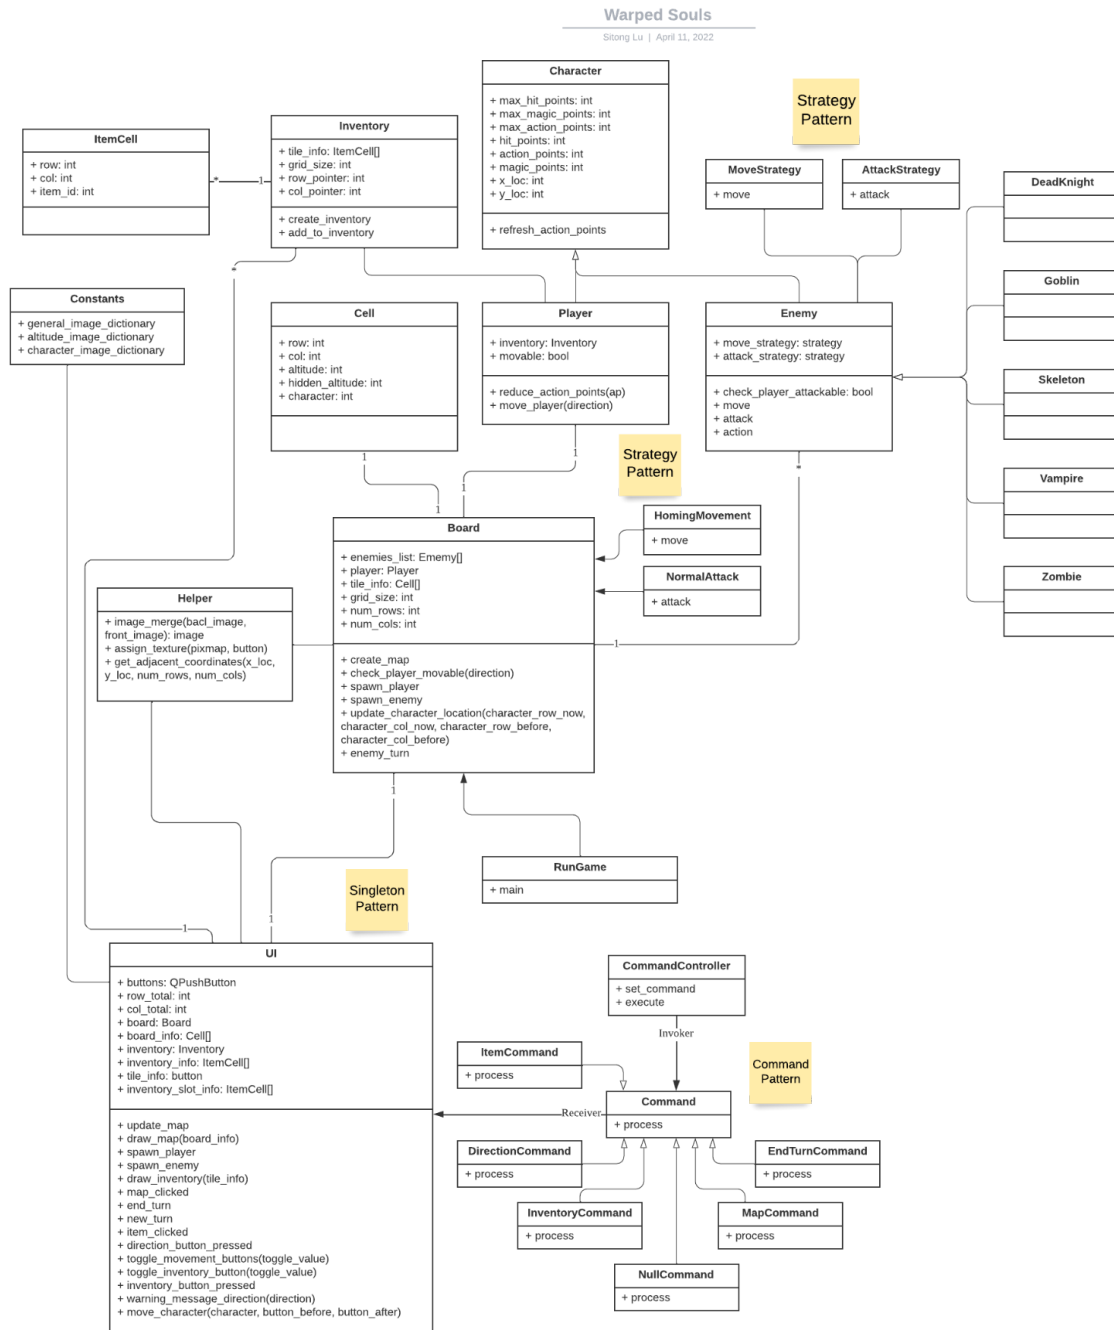 Warped Souls
Sitong Lu | April 11, 2022
Character
+ max_hit_points: int
+ max_magic_points: int
+ max_action_points: int
+ hit_points: int
+ action_points: int
+ magic_points: int
+ x_loc: int
+ y_loc: int
+ refresh_action_points
Strategy
Pattern
ItemCell
+ row: int
+ col: int
+ item_id: int
*
1
Inventory
+ tile_info: ItemCell[]
+ grid_size: int
+ row_pointer: int
+ col_pointer: int
+ create_inventory
+ add_to_inventory
MoveStrategy
+ move
AttackStrategy
+ attack
DeadKnight
Goblin
Skeleton
Vampire
Zombie
*
Constants
+ general_image_dictionary
+ altitude_image_dictionary
+ character_image_dictionary
Cell
+ row: int
+ col: int
+ altitude: int
+ hidden_altitude: int
+ character: int
Player
+ inventory: Inventory
+ movable: bool
+ reduce_action_points(ap)
+ move_player(direction)
Enemy
+ move_strategy: strategy
+ attack_strategy: strategy
+ check_player_attackable: bool
+ move
+ attack
+ action
1
1
1
1
*
1
Strategy
Pattern
Board
+ enemies_list: Ememy[]
+ player: Player
+ tile_info: Cell[]
+ grid_size: int
+ num_rows: int
+ num_cols: int
+ create_map
+ check_player_movable(direction)
+ spawn_player
+ spawn_enemy
+ update_character_location(character_row_now,
character_col_now, character_row_before,
character_col_before)
+ enemy_turn
HomingMovement
+ move
NormalAttack
+ attack
Helper
+ image_merge(bacl_image,
front_image): image
+ assign_texture(pixmap, button)
+ get_adjacent_coordinates(x_loc,
y_loc, num_rows, num_cols)
1
RunGame
+ main
Singleton
Pattern
1
1
UI
+ buttons: QPushButton
+ row_total: int
+ col_total: int
+ board: Board
+ board_info: Cell[]
+ inventory: Inventory
+ inventory_info: ItemCell[]
+ tile_info: button
+ inventory_slot_info: ItemCell[]
+ update_map
+ draw_map(board_info)
+ spawn_player
+ spawn_enemy
+ draw_inventory(tile_info)
+ map_clicked
+ end_turn
+ new_turn
+ item_clicked
+ direction_button_pressed
+ toggle_movement_buttons(toggle_value)
+ toggle_inventory_button(toggle_value)
+ inventory_button_pressed
+ warning_message_direction(direction)
+ move_character(character, button_before, button_after)
CommandController
+ set_command
+ execute
Invoker
Command
Pattern
ItemCommand
+ process
Command
+ process
Receiver
DirectionCommand
+ process
EndTurnCommand
+ process
InventoryCommand
+ process
MapCommand
+ process
NullCommand
+ process